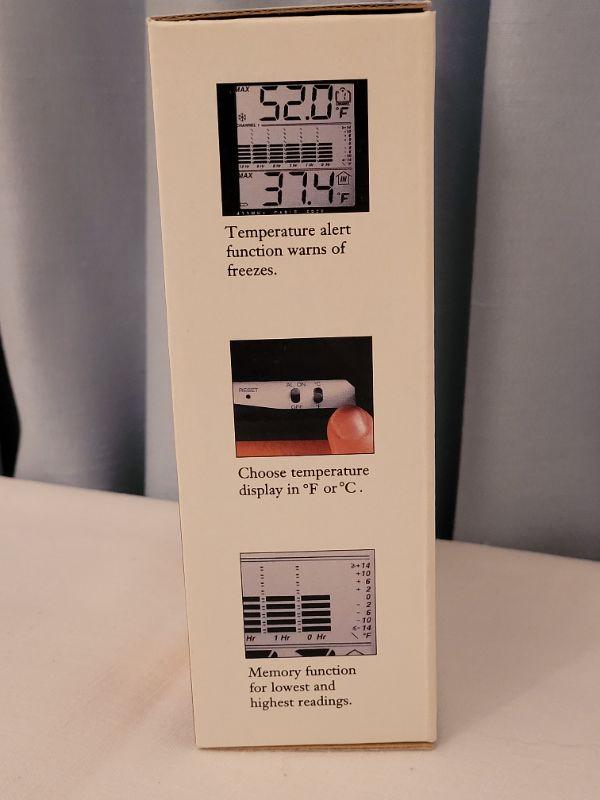 MAX 52.0 °F
CHANNEL 1
MAX 37.4 IN °F
Temperature alert
function warns of
freezes.
RESET AL ON °C
OFF °F
Choose temperature
display in °F or °C.
≥+14
+10
+ 6
+ 2
0
- 2
- 6
-10
≤-14
Hr 1 Hr 0 Hr °F
Memory function
for lowest and
highest readings.